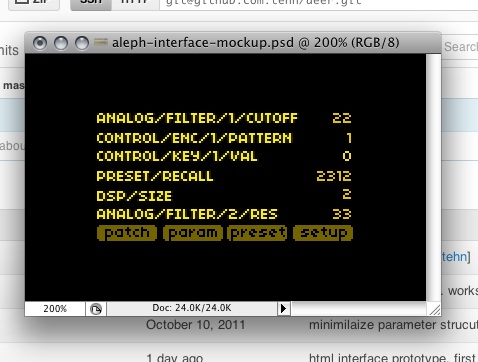 ZIP
SSH
HTTP
git@github.com:tehn/deer.git
aleph-interface-mockup.psd @ 200% (RGB/8)
Search
ANALOG/FILTER/1/CUTOFF 22
CONTROL/ENC/1/PATTERN 1
CONTROL/KEY/1/VAL 0
PRESET/RECALL 2312
DSP/SIZE 2
ANALOG/FILTER/2/RES 33
patch param preset setup
tehn]
works
200% Doc: 24.0K/24.0K
October 10, 2011 minimilaize parameter strucut
1 day ago html interface prototype. first